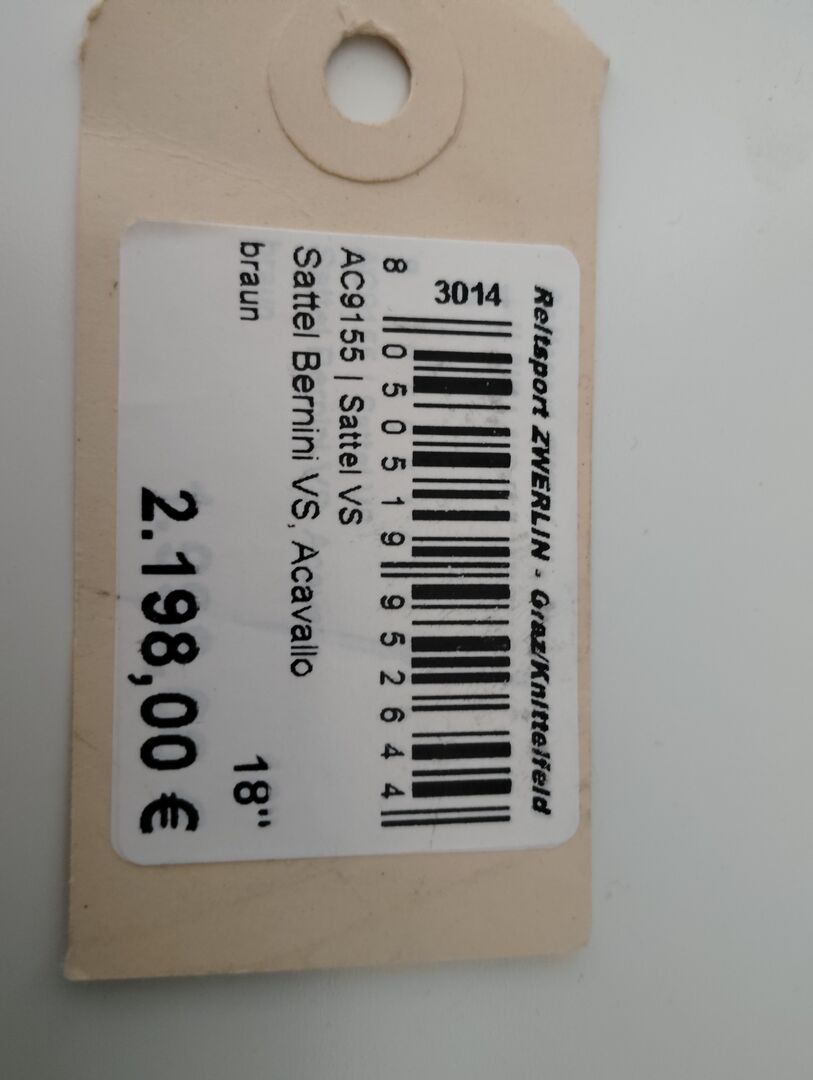 Reitsport ZWERLIN - Graz/Knittelfeld
3014
8 050519 952644
AC9155 | Sattel VS
Sattel Bernini VS, Acavallo
braun
18"
2.198,00 €